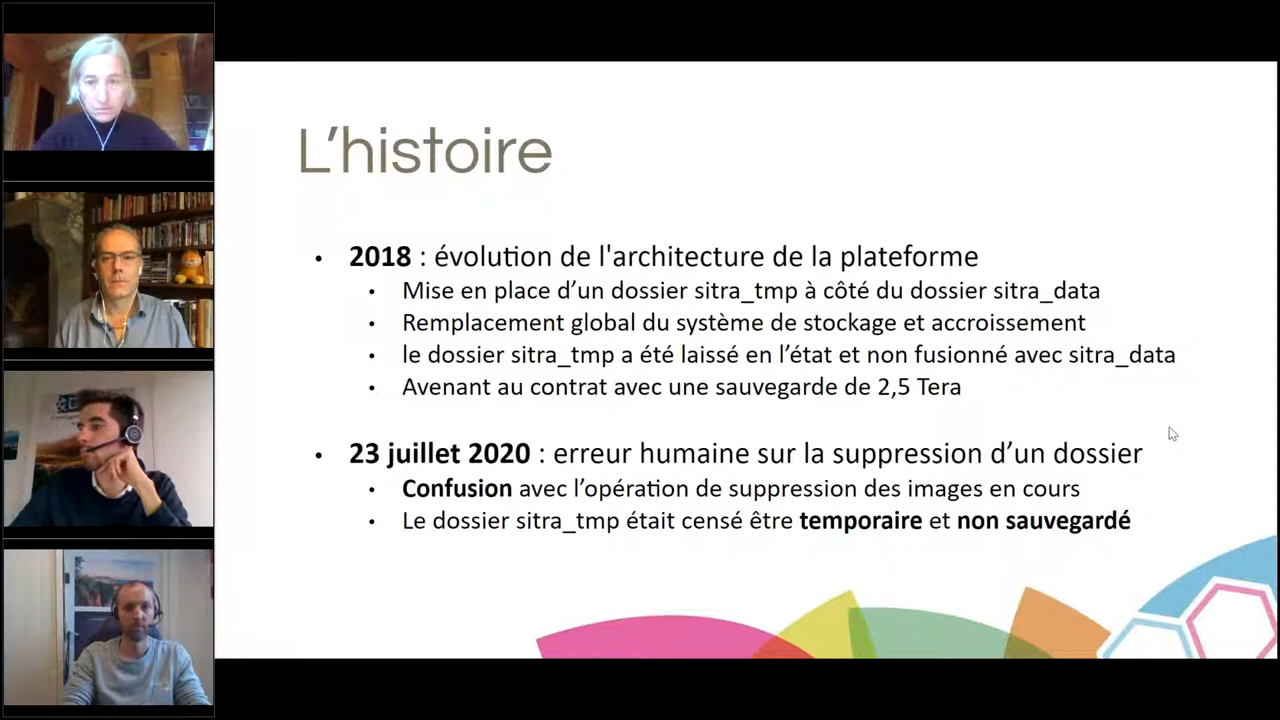 L'histoire
• 2018 : évolution de l'architecture de la plateforme
• Mise en place d’un dossier sitra_tmp à côté du dossier sitra_data
• Remplacement global du système de stockage et accroissement
• le dossier sitra_tmp a été laissé en l’état et non fusionné avec sitra_data
• Avenant au contrat avec une sauvegarde de 2,5 Tera
• 23 juillet 2020 : erreur humaine sur la suppression d’un dossier
• Confusion avec l’opération de suppression des images en cours
• Le dossier sitra_tmp était censé être temporaire et non sauvegardé